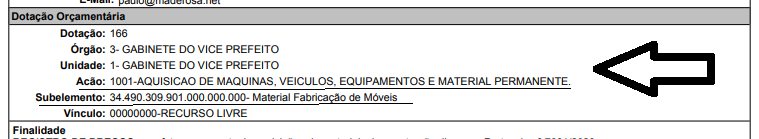 E-Mail: paulo@maderosa.net
Dotação Orçamentária
Dotação: 166
Órgão: 3- GABINETE DO VICE PREFEITO
Unidade: 1- GABINETE DO VICE PREFEITO
Acão: 1001-AQUISICAO DE MAQUINAS, VEICULOS, EQUIPAMENTOS E MATERIAL PERMANENTE.
Subelemento: 34.490.309.901.000.000.000- Material Fabricação de Móveis
Vínculo: 00000000-RECURSO LIVRE
Finalidade